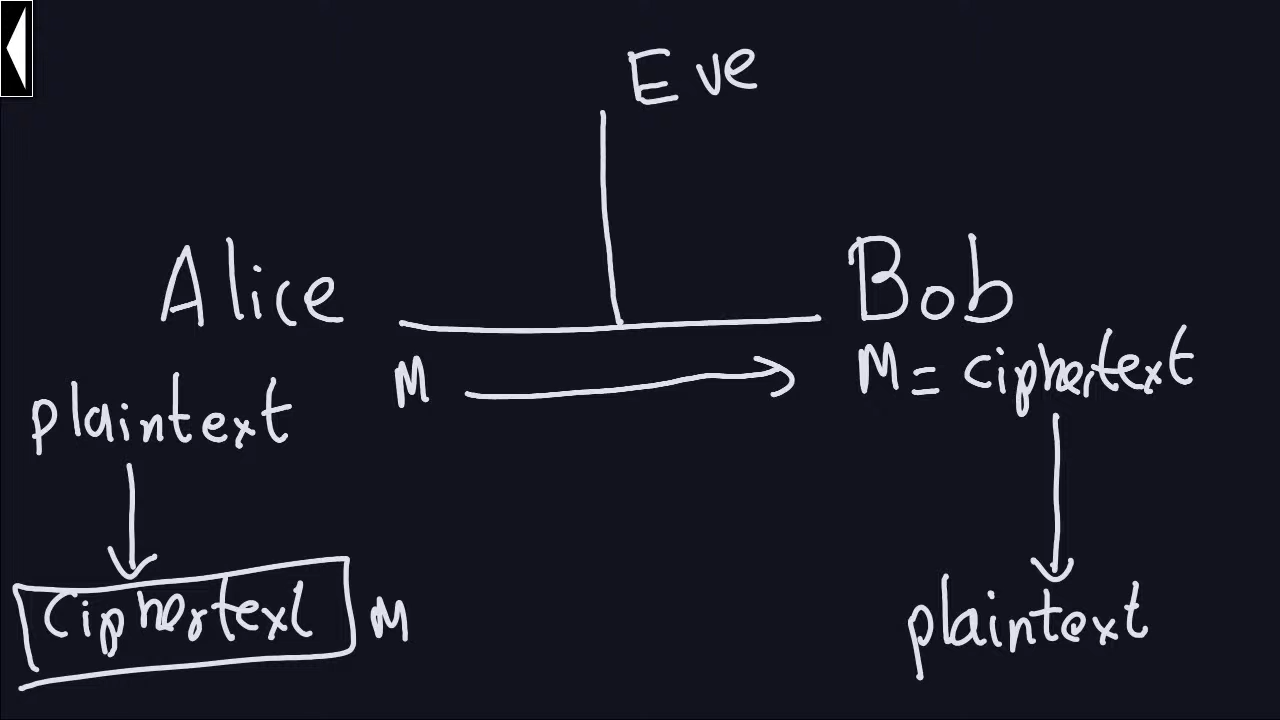 Eve
Alice
Bob
M
M = ciphertext
plaintext
ciphertext M
plaintext